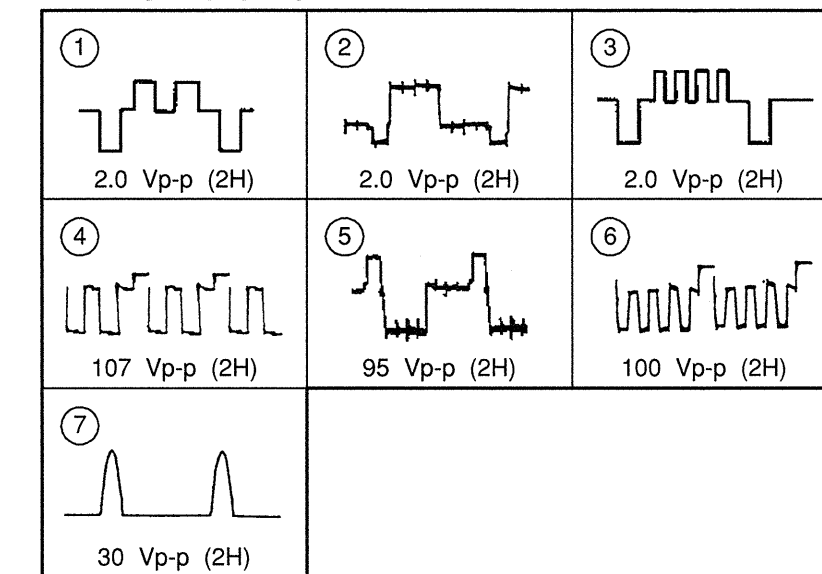 1
2
3
2.0 Vp-p (2H)
2.0 Vp-p (2H)
2.0 Vp-p (2H)
4
5
6
107 Vp-p (2H)
95 Vp-p (2H)
100 Vp-p (2H)
7
30 Vp-p (2H)